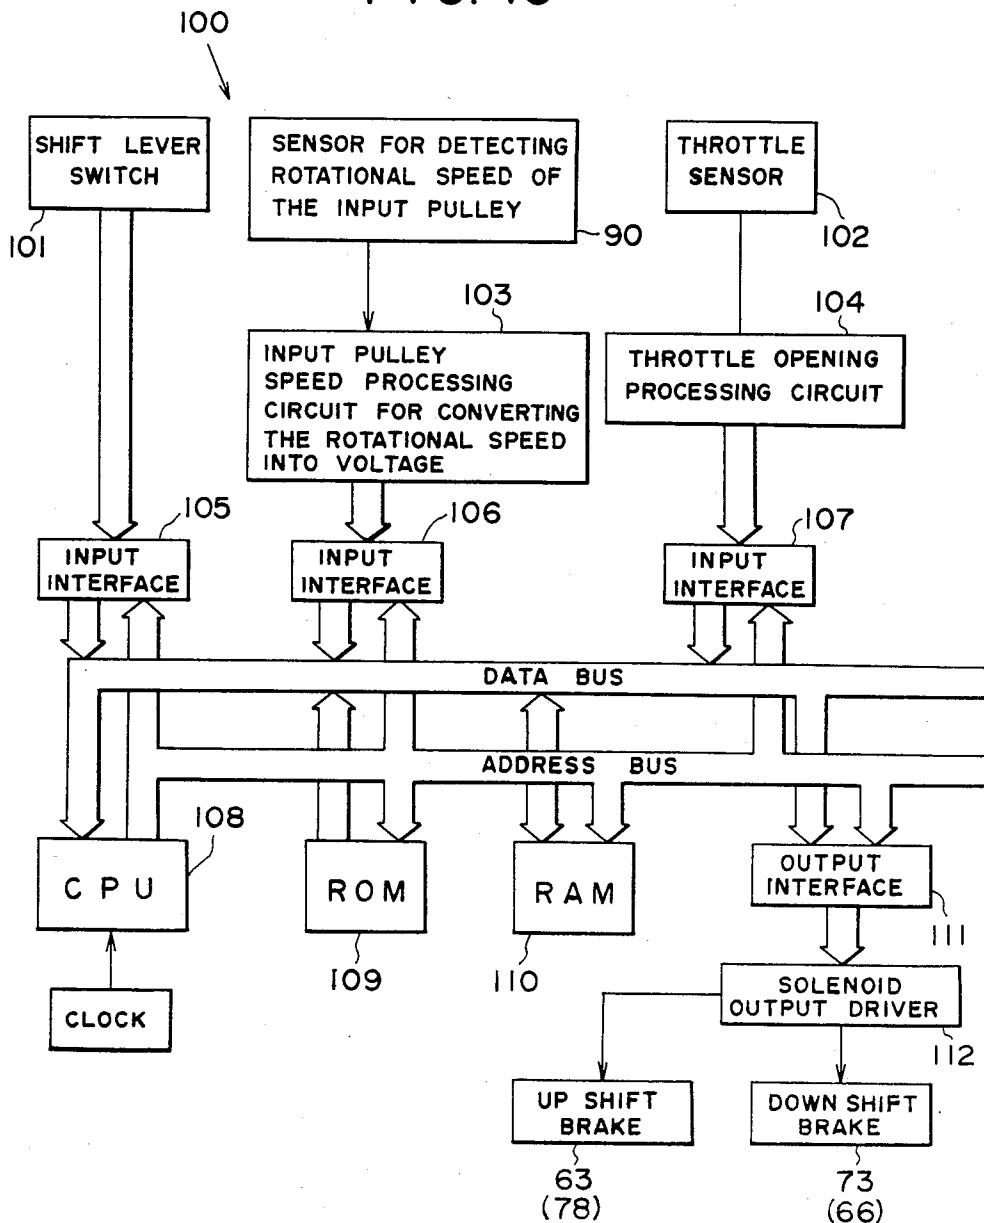 100
SHIFT LEVER
SWITCH
101
SENSOR FOR DETECTING
ROTATIONAL SPEED OF
THE INPUT PULLEY
90
THROTTLE
SENSOR
102
103
INPUT PULLEY
SPEED PROCESSING
CIRCUIT FOR CONVERTING
THE ROTATIONAL SPEED
INTO VOLTAGE
104
THROTTLE OPENING
PROCESSING CIRCUIT
105
INPUT
INTERFACE
106
INPUT
INTERFACE
107
INPUT
INTERFACE
DATA BUS
ADDRESS BUS
108
CPU
ROM
109
RAM
110
OUTPUT
INTERFACE
111
CLOCK
SOLENOID
OUTPUT DRIVER
112
UP SHIFT
BRAKE
63
(78)
DOWN SHIFT
BRAKE
73
(66)